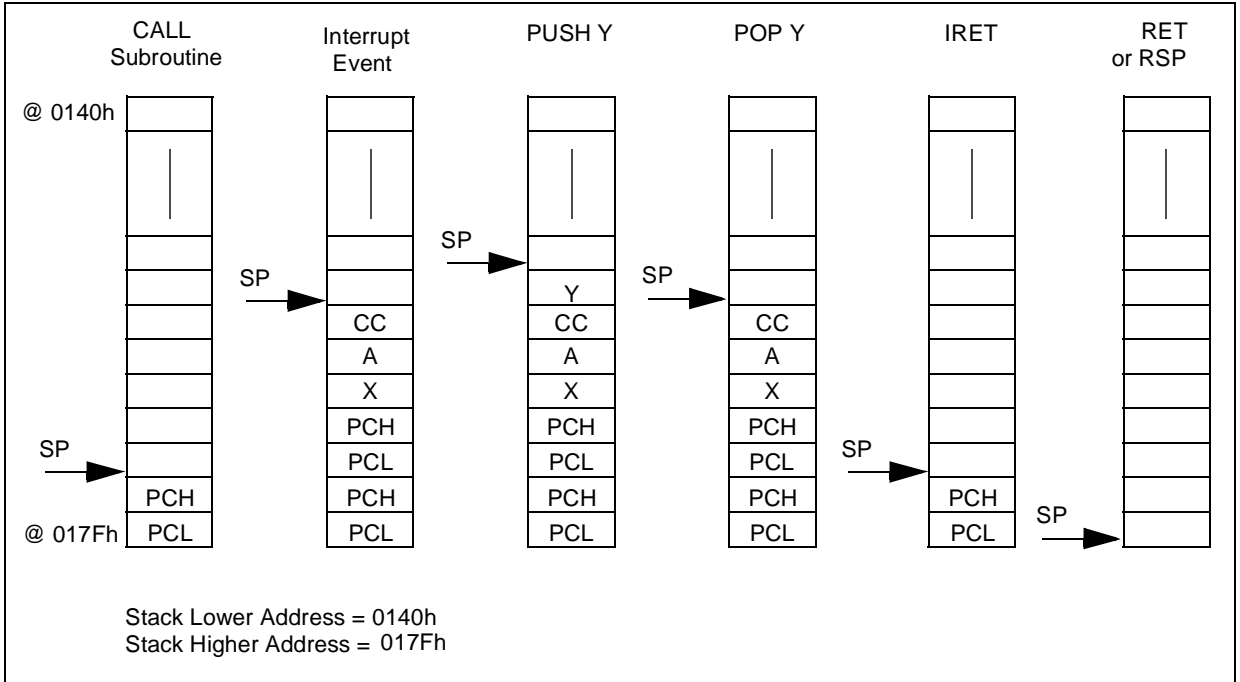 CALL
Subroutine
Interrupt
Event
PUSH Y
POP Y
IRET
RET
or RSP
@ 0140h
SP
SP
SP
Y
CC
CC
CC
A
A
A
X
X
X
PCH
PCH
PCH
SP
SP
PCL
PCL
PCL
PCH
PCH
PCH
PCH
PCH
SP
@ 017Fh
PCL
PCL
PCL
PCL
PCL
Stack Lower Address = 0140h
Stack Higher Address = 017Fh